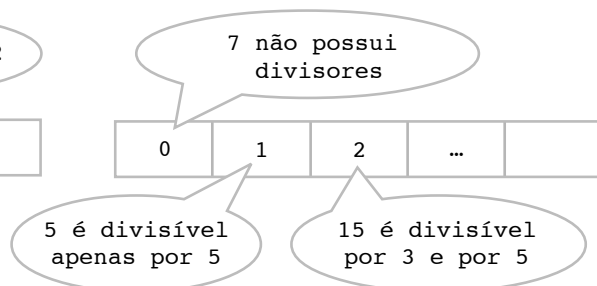 7 não possui
divisores
0 1 2 …
5 é divisível
apenas por 5
15 é divisível
por 3 e por 5